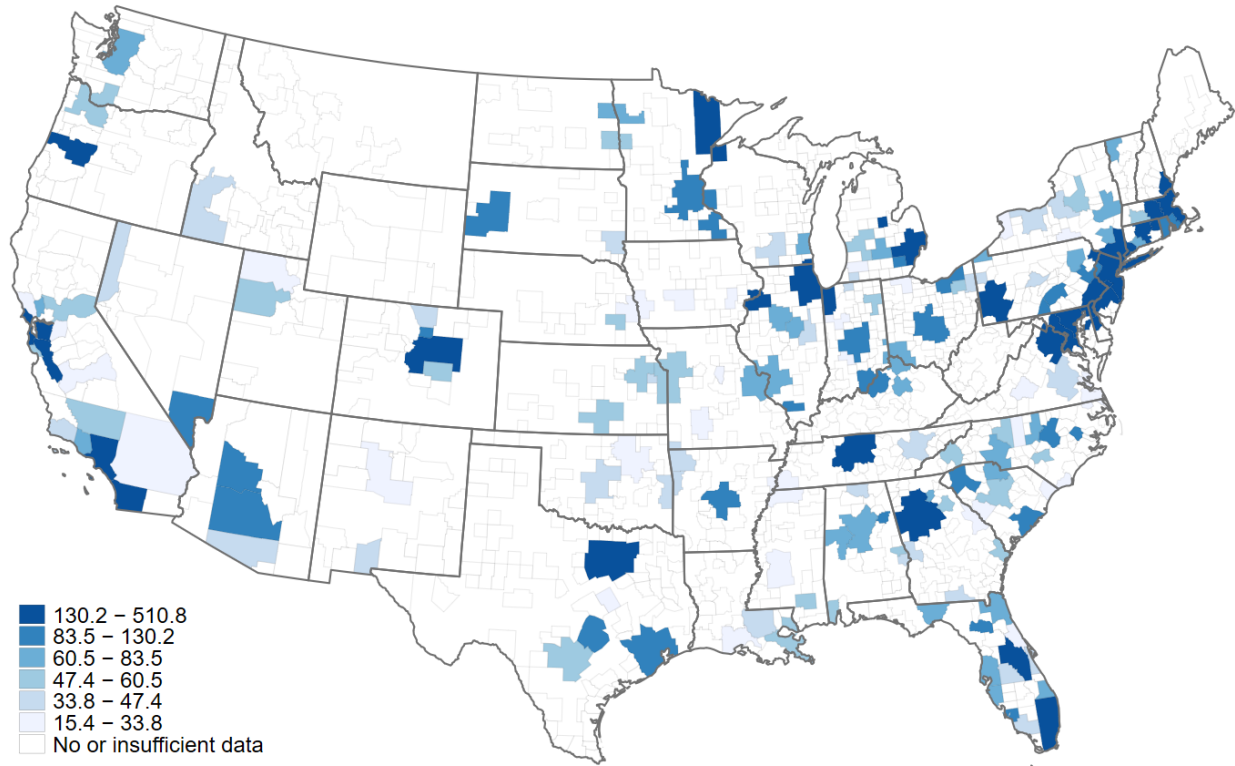 130.2 − 510.8
83.5 − 130.2
60.5 − 83.5
47.4 − 60.5
33.8 − 47.4
15.4 − 33.8
No or insufficient data